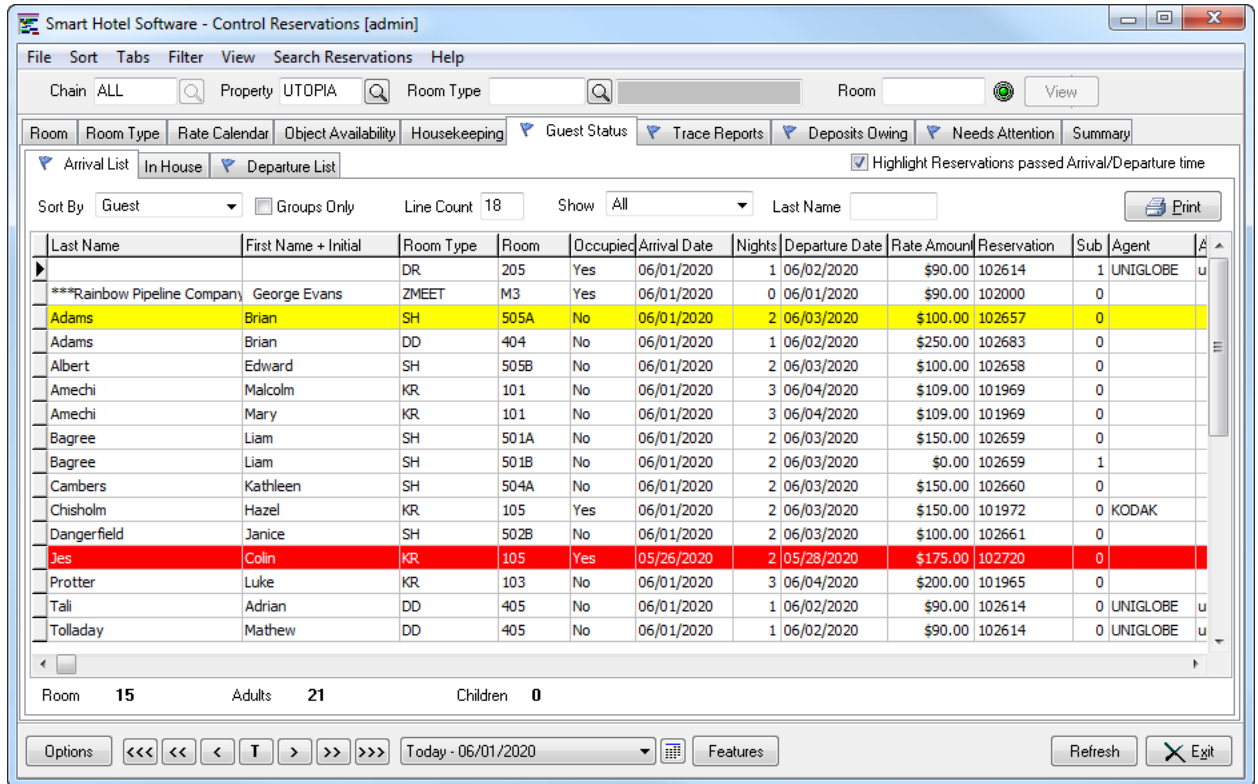 Smart Hotel Software - Control Reservations [admin]
File Sort Tabs Filter View Search Reservations Help
Chain ALL Property UTOPIA Room Type Room View
Room Room Type Rate Calendar Object Availability Housekeeping Guest Status Trace Reports Deposits Owing Needs Attention Summary
Arrival List In House Departure List Highlight Reservations passed Arrival/Departure time
Sort By Guest Groups Only Line Count 18 Show All Last Name Print
Last Name First Name + Initial Room Type Room Occupied Arrival Date Nights Departure Date Rate Amount Reservation Sub Agent A
DR 205 Yes 06/01/2020 1 06/02/2020 $90.00 102614 1 UNIGLOBE u
***Rainbow Pipeline Company George Evans ZMEET M3 Yes 06/01/2020 0 06/01/2020 $90.00 102000 0
Adams Brian SH 505A No 06/01/2020 2 06/03/2020 $100.00 102657 0
Adams Brian DD 404 No 06/01/2020 1 06/02/2020 $250.00 102683 0
Albert Edward SH 505B No 06/01/2020 2 06/03/2020 $100.00 102658 0
Amechi Malcolm KR 101 No 06/01/2020 3 06/04/2020 $109.00 101969 0
Amechi Mary KR 101 No 06/01/2020 3 06/04/2020 $109.00 101969 0
Bagree Liam SH 501A No 06/01/2020 2 06/03/2020 $150.00 102659 0
Bagree Liam SH 501B No 06/01/2020 2 06/03/2020 $0.00 102659 1
Cambers Kathleen SH 504A No 06/01/2020 2 06/03/2020 $150.00 102660 0
Chisholm Hazel KR 105 Yes 06/01/2020 2 06/03/2020 $150.00 101972 0 KODAK
Dangerfield Janice SH 502B No 06/01/2020 2 06/03/2020 $100.00 102661 0
Jes Colin KR 105 Yes 05/26/2020 2 05/28/2020 $175.00 102720 0
Protter Luke KR 103 No 06/01/2020 3 06/04/2020 $200.00 101965 0
Tali Adrian DD 405 No 06/01/2020 1 06/02/2020 $90.00 102614 0 UNIGLOBE u
Tolladay Mathew DD 405 No 06/01/2020 1 06/02/2020 $90.00 102614 0 UNIGLOBE u
Room 15 Adults 21 Children 0
Options <<< << < T > >> >>> Today - 06/01/2020 Features Refresh Exit